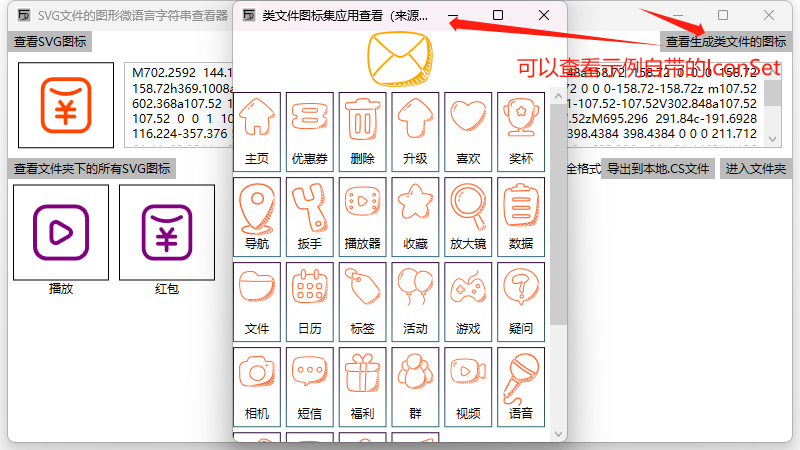 SVG文件的图形微语言字符串查看器
类文件图标集应用查看（来源...
查看SVG图标
查看生成类文件的图标
可以查看示例自带的IconSet
M702.2592 144.1
158.72h369.1008a
602.368a107.52 1
107.52 0 0 1 10
116.224-357.376
48a158.72 158.72 0 0 0-158.72
72 0 0 0-158.72-158.72z m107.52
1-107.52-107.52V302.848a107.52
7.52zM695.296 291.84c-191.6928
398.4384 398.4384 0 0 0 211.712
查看文件夹下的所有SVG图标
全格式
导出到本地.CS文件
进入文件夹
播放
红包
主页
优惠券
删除
升级
喜欢
奖杯
导航
扳手
播放器
收藏
放大镜
数据
文件
日历
标签
活动
游戏
疑问
相机
短信
福利
群
视频
语音